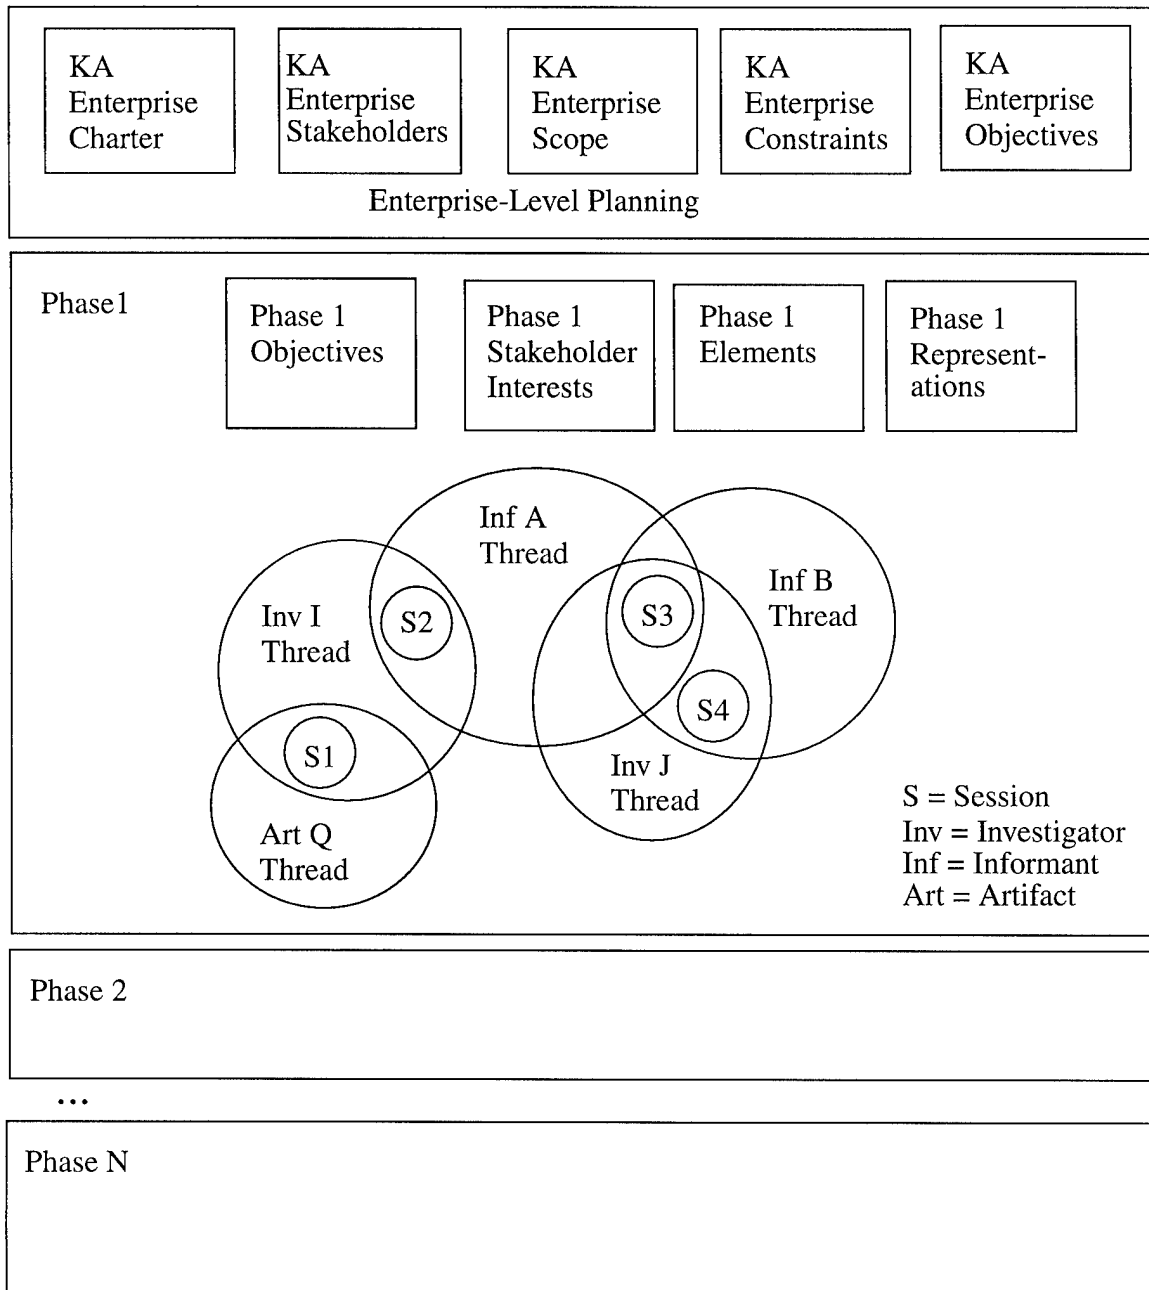 KA
Enterprise
Charter
KA
Enterprise
Stakeholders
KA
Enterprise
Scope
KA
Enterprise
Constraints
KA
Enterprise
Objectives
Enterprise-Level Planning
Phase1
Phase 1
Objectives
Phase 1
Stakeholder
Interests
Phase 1
Elements
Phase 1
Represent-
ations
Inf A
Thread
Inf B
Thread
Inv I
Thread
S2
S3
S4
S1
Inv J
Thread
Art Q
Thread
S = Session
Inv = Investigator
Inf = Informant
Art = Artifact
Phase 2
...
Phase N